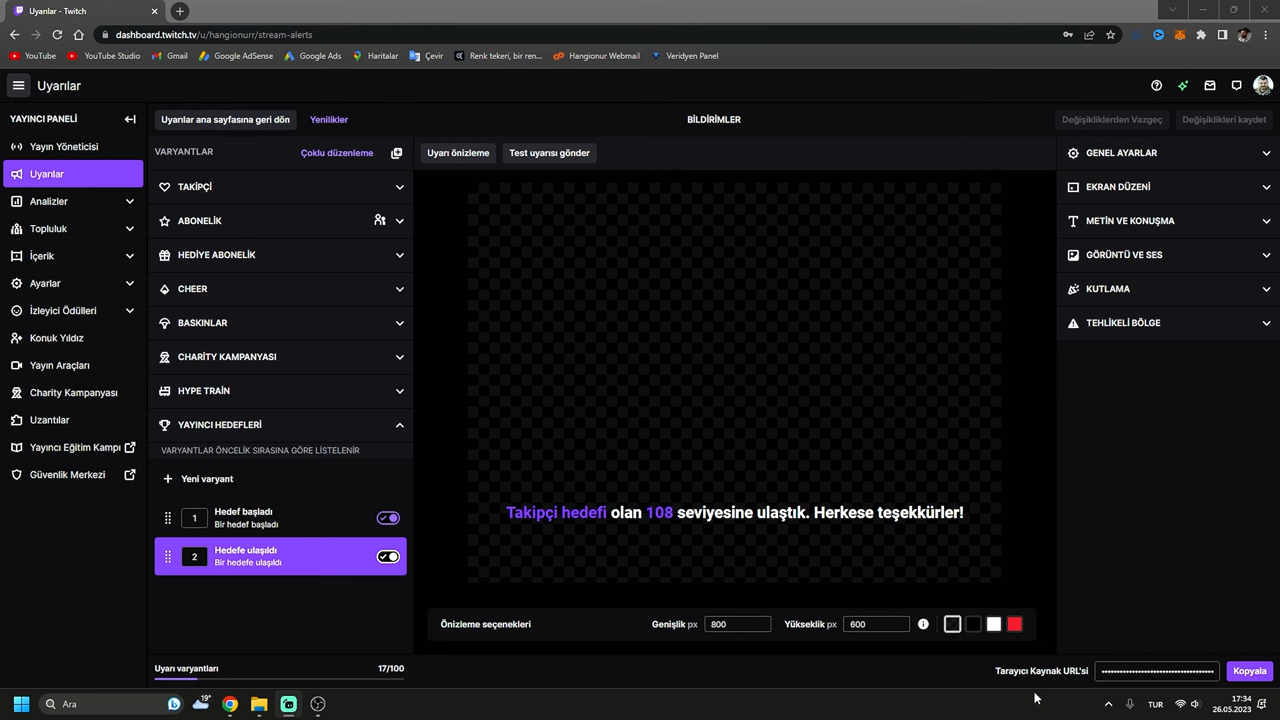 Uyarılar - Twitch
dashboard.twitch.tv/u/hangionurr/stream-alerts
YouTube
YouTube Studio
Gmail
Google AdSense
Google Ads
Haritalar
Çevir
Renk tekeri, bir ren...
Hangionur Webmail
Veridyen Panel
Uyarılar
YAYINCI PANELİ
Yayın Yöneticisi
Uyarılar
Analizler
Topluluk
İçerik
Ayarlar
İzleyici Ödülleri
Konuk Yıldız
Yayın Araçları
Charity Kampanyası
Uzantılar
Yayıncı Eğitim Kampı
Güvenlik Merkezi
Uyarılar ana sayfasına geri dön
Yenilikler
BİLDİRİMLER
Değişikliklerden Vazgeç
Değişiklikleri kaydet
VARYANTLAR
Çoklu düzenleme
TAKİPÇİ
ABONELİK
HEDİYE ABONELİK
CHEER
BASKINLAR
CHARİTY KAMPANYASI
HYPE TRAİN
YAYINCI HEDEFLERİ
VARYANTLAR ÖNCELİK SIRASINA GÖRE LİSTELENİR
Yeni varyant
1
Hedef başladı
Bir hedef başladı
2
Hedefe ulaşıldı
Bir hedefe ulaşıldı
Uyarı varyantları
17/100
Uyarı önizleme
Test uyarısı gönder
Takipçi hedefi olan 108 seviyesine ulaştık. Herkese teşekkürler!
Önizleme seçenekleri
Genişlik px
800
Yükseklik px
600
GENEL AYARLAR
EKRAN DÜZENİ
METİN VE KONUŞMA
GÖRÜNTÜ VE SES
KUTLAMA
TEHLİKELİ BÖLGE
Tarayıcı Kaynak URL'si
Kopyala
Ara
19°
TUR
17:34
26.05.2023